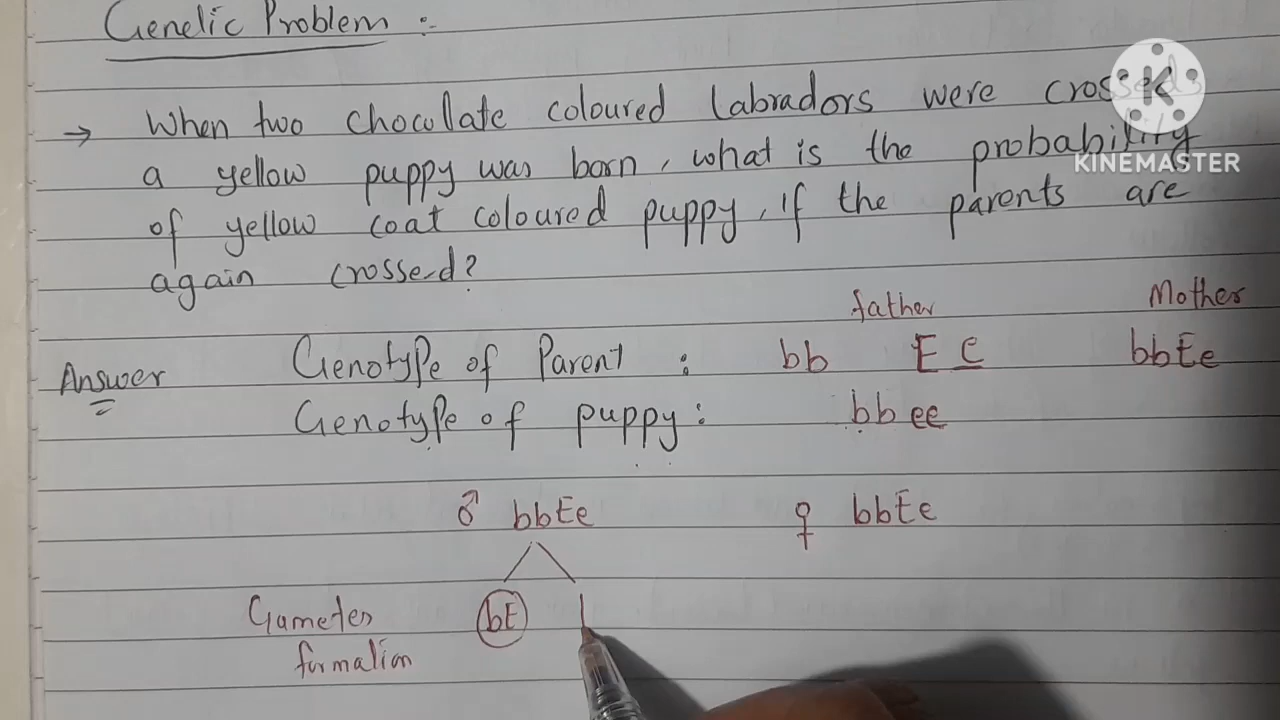 Genetic Problem :-
→ When two chocolate coloured Labradors were crossed,
a yellow puppy was born, what is the probability
of yellow coat coloured puppy, if the parents are
again crossed?
father Mother
Answer Genotype of Parent : bb Ee bbEe
Genotype of puppy: bb ee
♂ bbEe ♀ bbEe
Gametes bE
formation
KINEMASTER